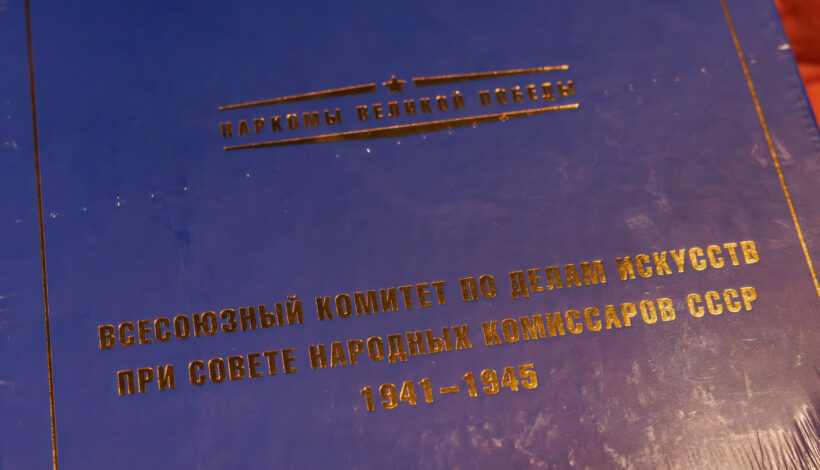 НАРКОМЫ ВЕЛИКОЙ ПОБЕДЫ
ВСЕСОЮЗНЫЙ КОМИТЕТ ПО ДЕЛАМ ИСКУССТВ
ПРИ СОВЕТЕ НАРОДНЫХ КОМИССАРОВ СССР
1941–1945